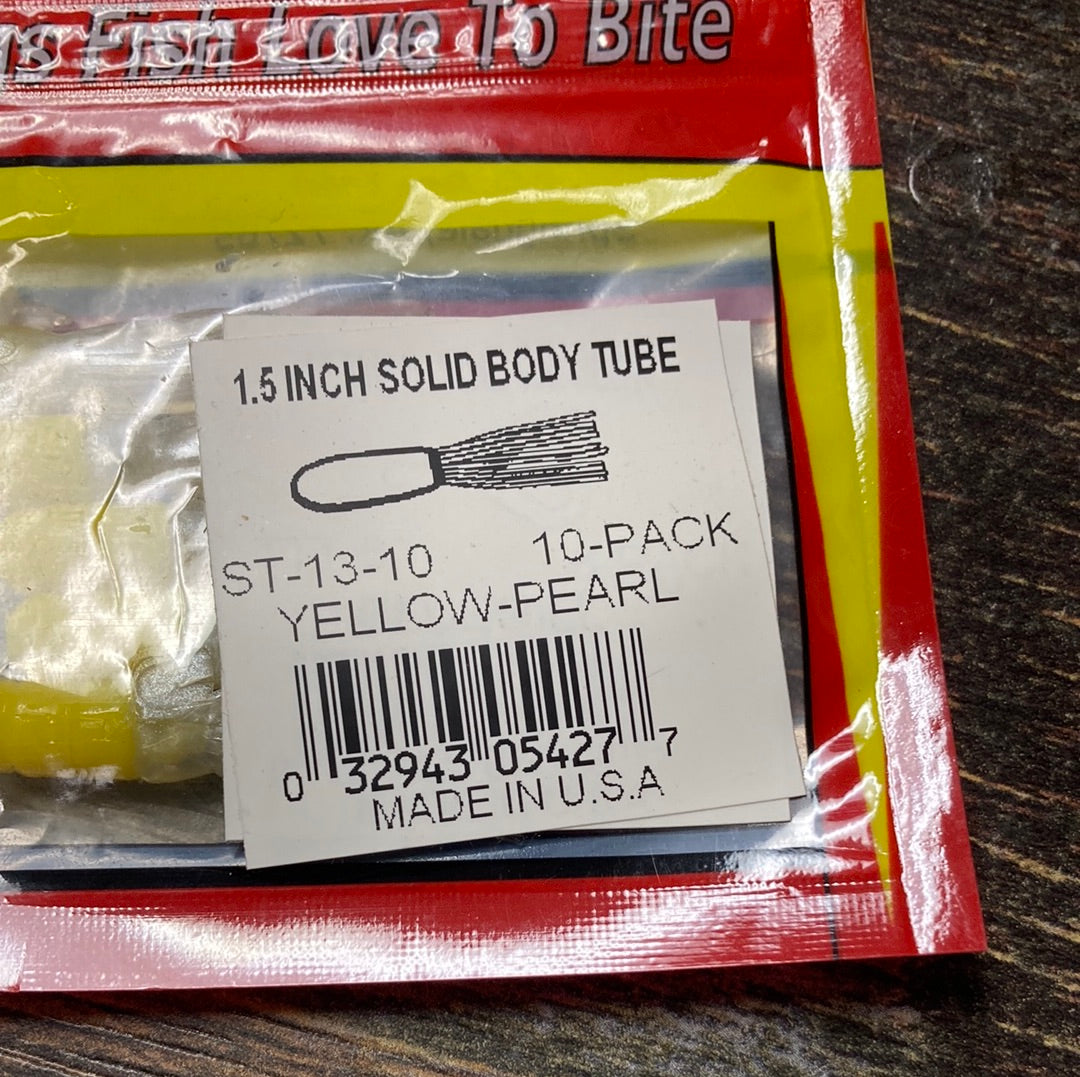 gs Fish Love To Bite
1.5 INCH SOLID BODY TUBE
ST-13-10 10-PACK
YELLOW-PEARL
0 32943 05427 7
MADE IN U.S.A